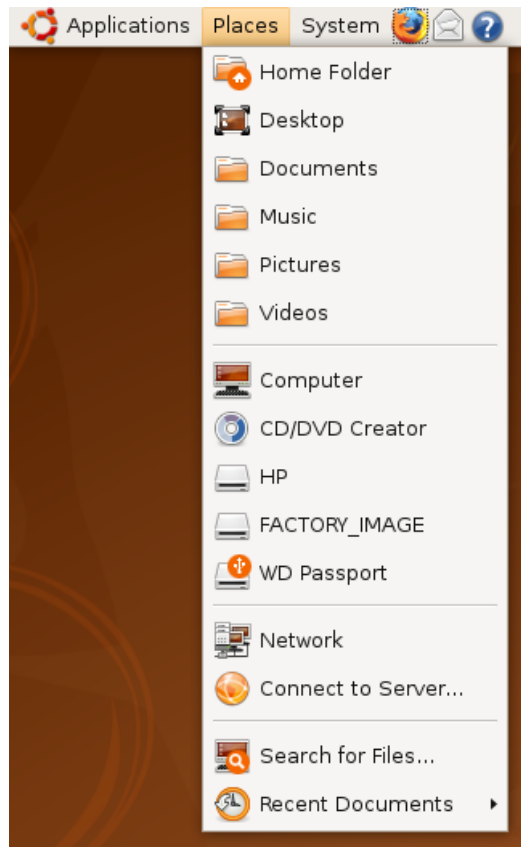 Applications Places System
Home Folder
Desktop
Documents
Music
Pictures
Videos
Computer
CD/DVD Creator
HP
FACTORY_IMAGE
WD Passport
Network
Connect to Server...
Search for Files...
Recent Documents